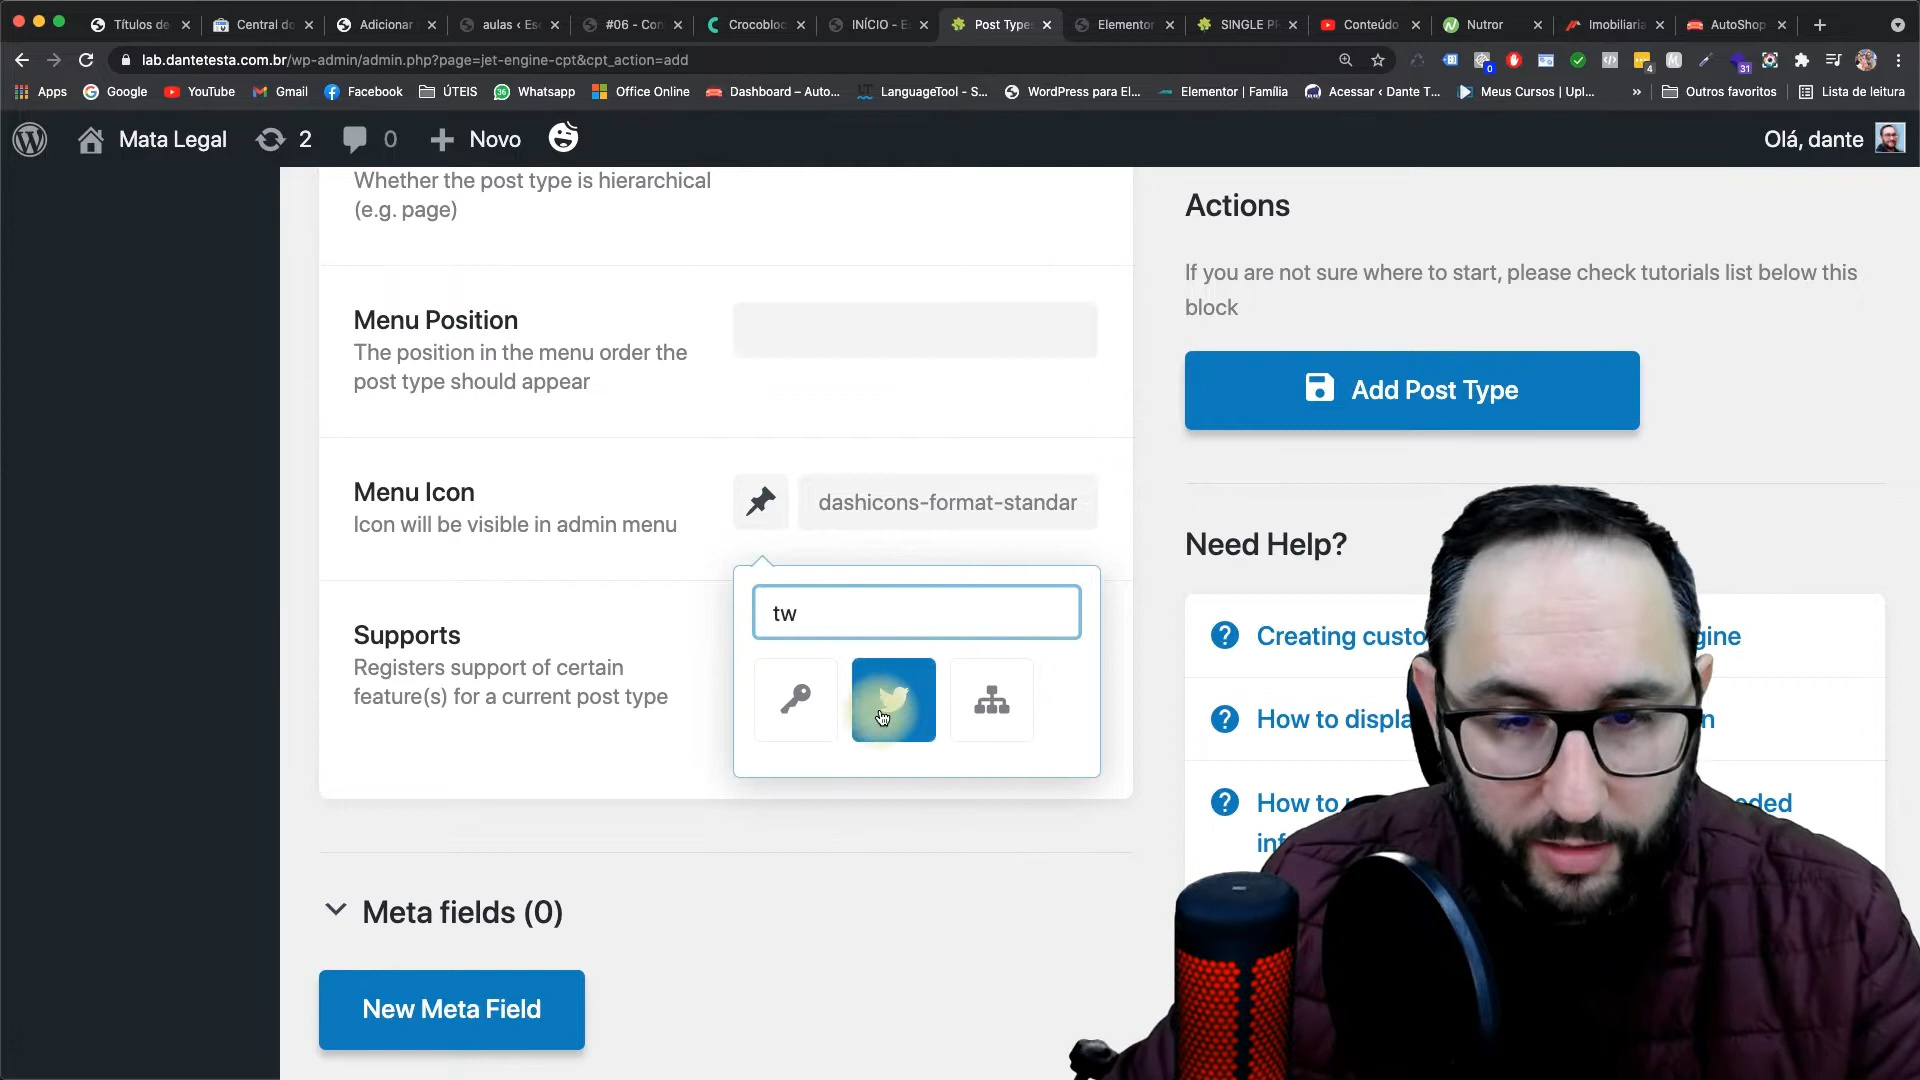 Títulos de
Central do
Adicionar
aulas ‹ Es
#06 - Con
Crocobloc
INÍCIO - E
Post Types
Elementor
SINGLE P
Conteúdo
Nutror
Imobiliaria
AutoShop
lab.dantetesta.com.br/wp-admin/admin.php?page=jet-engine-cpt&cpt_action=add
0
4
31
Apps
Google
YouTube
Gmail
Facebook
ÚTEIS
Whatsapp
Office Online
Dashboard – Auto...
LanguageTool - S...
WordPress para El...
Elementor | Família
Acessar ‹ Dante T...
Meus Cursos | Upl...
»
Outros favoritos
Lista de leitura
Mata Legal
2
0
Novo
Olá, dante
Whether the post type is hierarchical
(e.g. page)
Menu Position
The position in the menu order the
post type should appear
Menu Icon
Icon will be visible in admin menu
dashicons-format-standar
tw
Supports
Registers support of certain
feature(s) for a current post type
Meta fields (0)
New Meta Field
Actions
If you are not sure where to start, please check tutorials list below this
block
Add Post Type
Need Help?
Creating custo
gine
How to displa
n
How to
eded